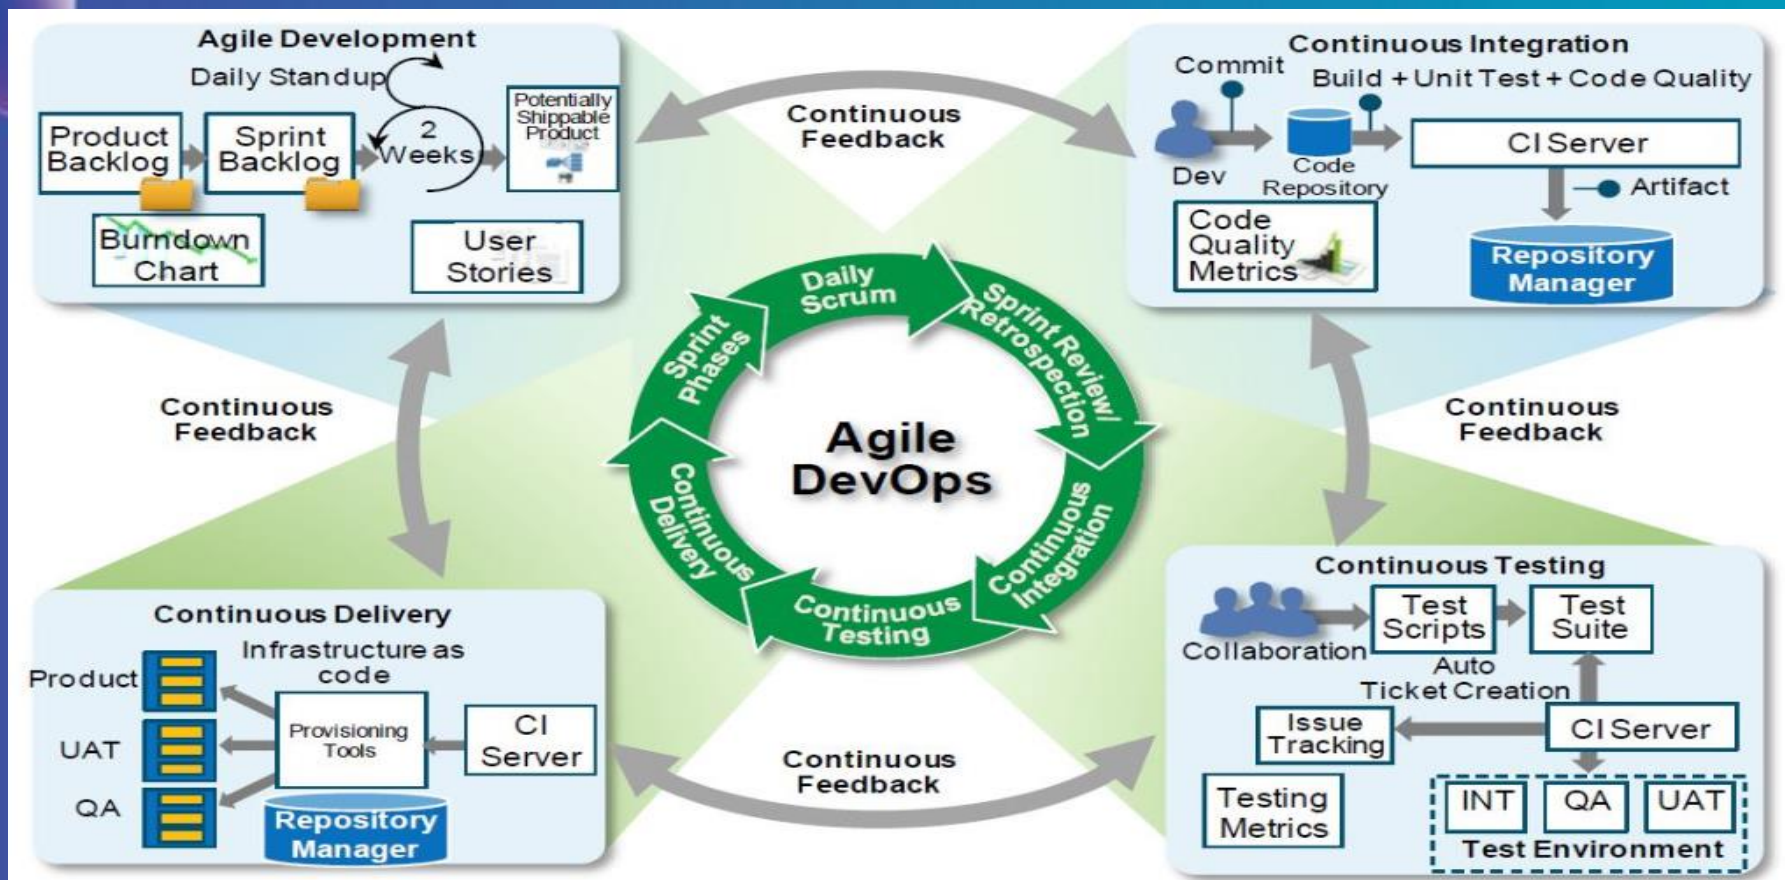 Agile Development
Daily Standup
Product
Backlog
Sprint
Backlog
2
Weeks
Potentially
Shippable
Product
Burndown
Chart
User
Stories
Continuous
Feedback
Continuous Integration
Commit
Build + Unit Test + Code Quality
Dev
Code
Repository
CI Server
Artifact
Code
Quality
Metrics
Repository
Manager
Continuous
Feedback
Daily
Scrum
Sprint Review/
Retrospection
Continuous
Integration
Continuous
Testing
Continuous
Delivery
Sprint
Phases
Agile
DevOps
Continuous
Feedback
Continuous Delivery
Infrastructure as
code
Product
UAT
QA
Provisioning
Tools
CI
Server
Repository
Manager
Continuous
Feedback
Continuous Testing
Collaboration
Test
Scripts
Test
Suite
Auto
Ticket Creation
Issue
Tracking
CI Server
Testing
Metrics
INT
QA
UAT
Test Environment